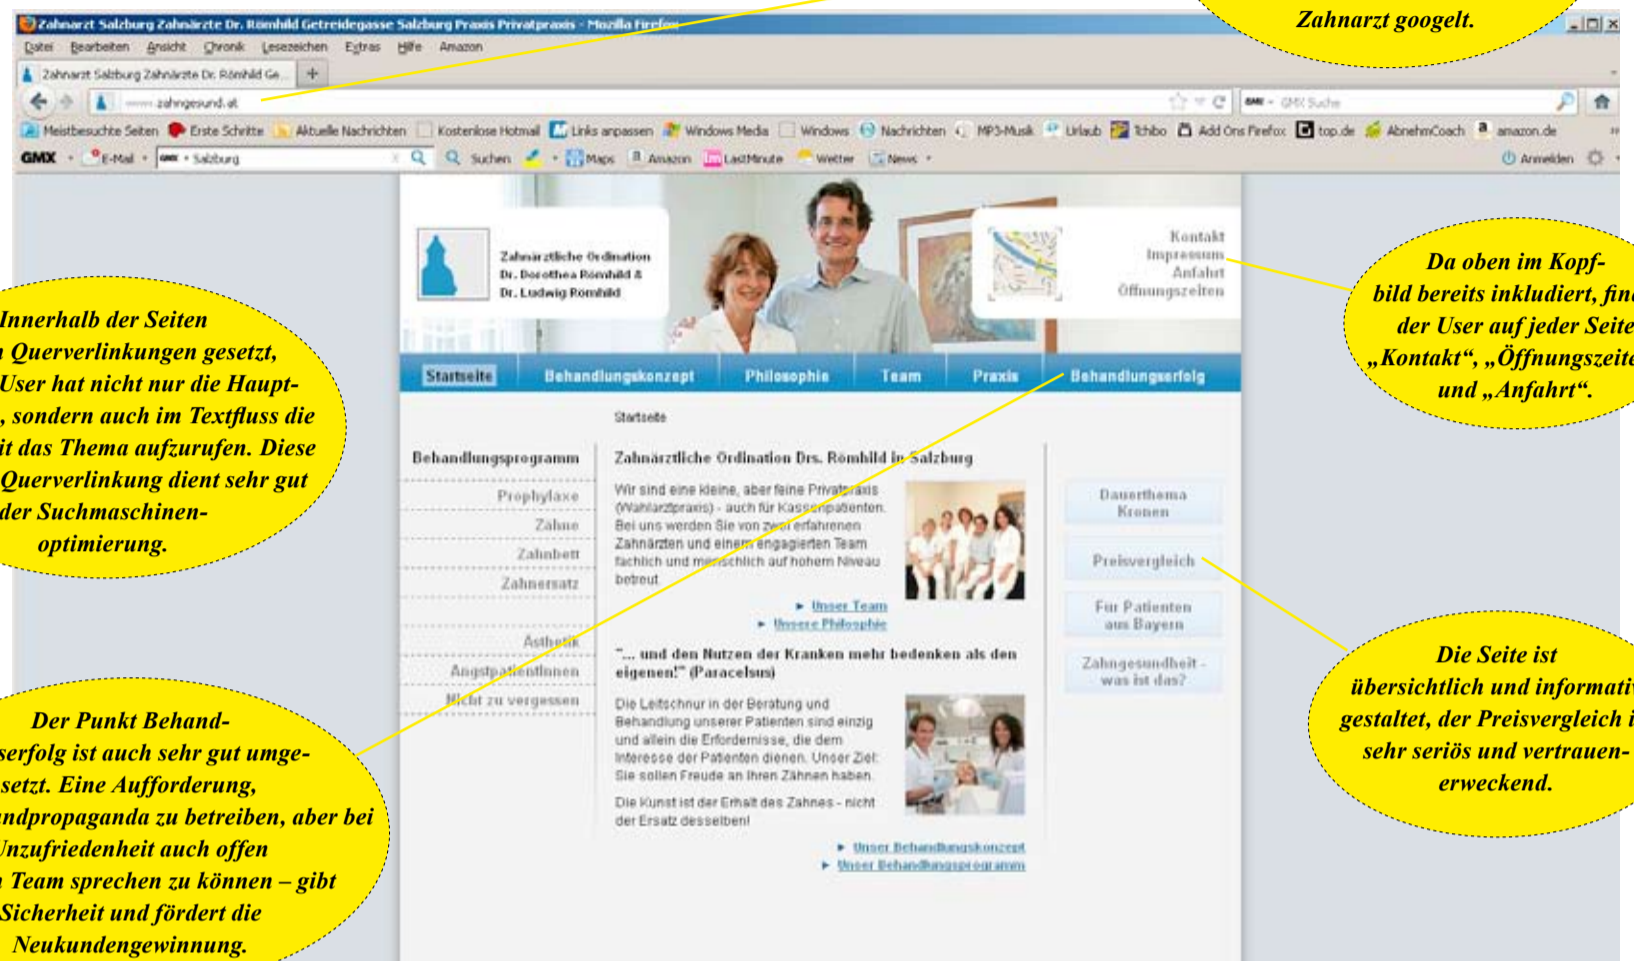 Zahnarzt googelt.
Zahnarzt Salzburg Zahnärzte Dr. Römhild Getreidegasse Salzburg Praxis Privatpraxis - Mozilla Firefox
Datei Bearbeiten Ansicht Chronik Lesezeichen Extras Hilfe Amazon
Zahnarzt Salzburg Zahnärzte Dr. Römhild Ge...
www.zahngesund.at
GMX - GMX Suche
Meistbesuchte Seiten Erste Schritte Aktuelle Nachrichten Kostenlose Hotmail Links anpassen Windows Media Windows Nachrichten MP3-Musik Urlaub Tchibo Add Ons Firefox top.de AbnehmCoach amazon.de
GMX E-Mail GMX Salzburg Suchen Maps Amazon LastMinute Wetter News Anmelden
Zahnärztliche Ordination
Dr. Dorothea Römhild &
Dr. Ludwig Römhild
Kontakt
Impressum
Anfahrt
Öffnungszeiten
Startseite Behandlungskonzept Philosophie Team Praxis Behandlungserfolg
Startseite
Behandlungsprogramm
Prophylaxe
Zähne
Zahnbett
Zahnersatz
Ästhetik
AngstpatientInnen
Nicht zu vergessen
Zahnärztliche Ordination Drs. Römhild in Salzburg
Wir sind eine kleine, aber feine Privatpraxis
(Wahlarztpraxis) - auch für Kassenpatienten.
Bei uns werden Sie von zwei erfahrenen
Zahnärzten und einem engagierten Team
fachlich und menschlich auf hohem Niveau
betreut.
Unser Team
Unsere Philosphie
"... und den Nutzen der Kranken mehr bedenken als den
eigenen!" (Paracelsus)
Die Leitschnur in der Beratung und
Behandlung unserer Patienten sind einzig
und allein die Erfordernisse, die dem
Interesse der Patienten dienen. Unser Ziel:
Sie sollen Freude an Ihren Zähnen haben.
Die Kunst ist der Erhalt des Zahnes - nicht
der Ersatz desselben!
Unser Behandlungskonzept
Unser Behandlungsprogramm
Dauerthema
Kronen
Preisvergleich
Für Patienten
aus Bayern
Zahngesundheit -
was ist das?
Innerhalb der Seiten
Querverlinkungen gesetzt,
User hat nicht nur die Haupt-
, sondern auch im Textfluss die
it das Thema aufzurufen. Diese
Querverlinkung dient sehr gut
der Suchmaschinen-
optimierung.
Der Punkt Behand-
serfolg ist auch sehr gut umge-
setzt. Eine Aufforderung,
ndpropaganda zu betreiben, aber bei
Unzufriedenheit auch offen
Team sprechen zu können – gibt
Sicherheit und fördert die
Neukundengewinnung.
Da oben im Kopf-
bild bereits inkludiert, fin
der User auf jeder Seite
„Kontakt“, „Öffnungszeite
und „Anfahrt“.
Die Seite ist
übersichtlich und informativ
gestaltet, der Preisvergleich i
sehr seriös und vertrauen-
erweckend.